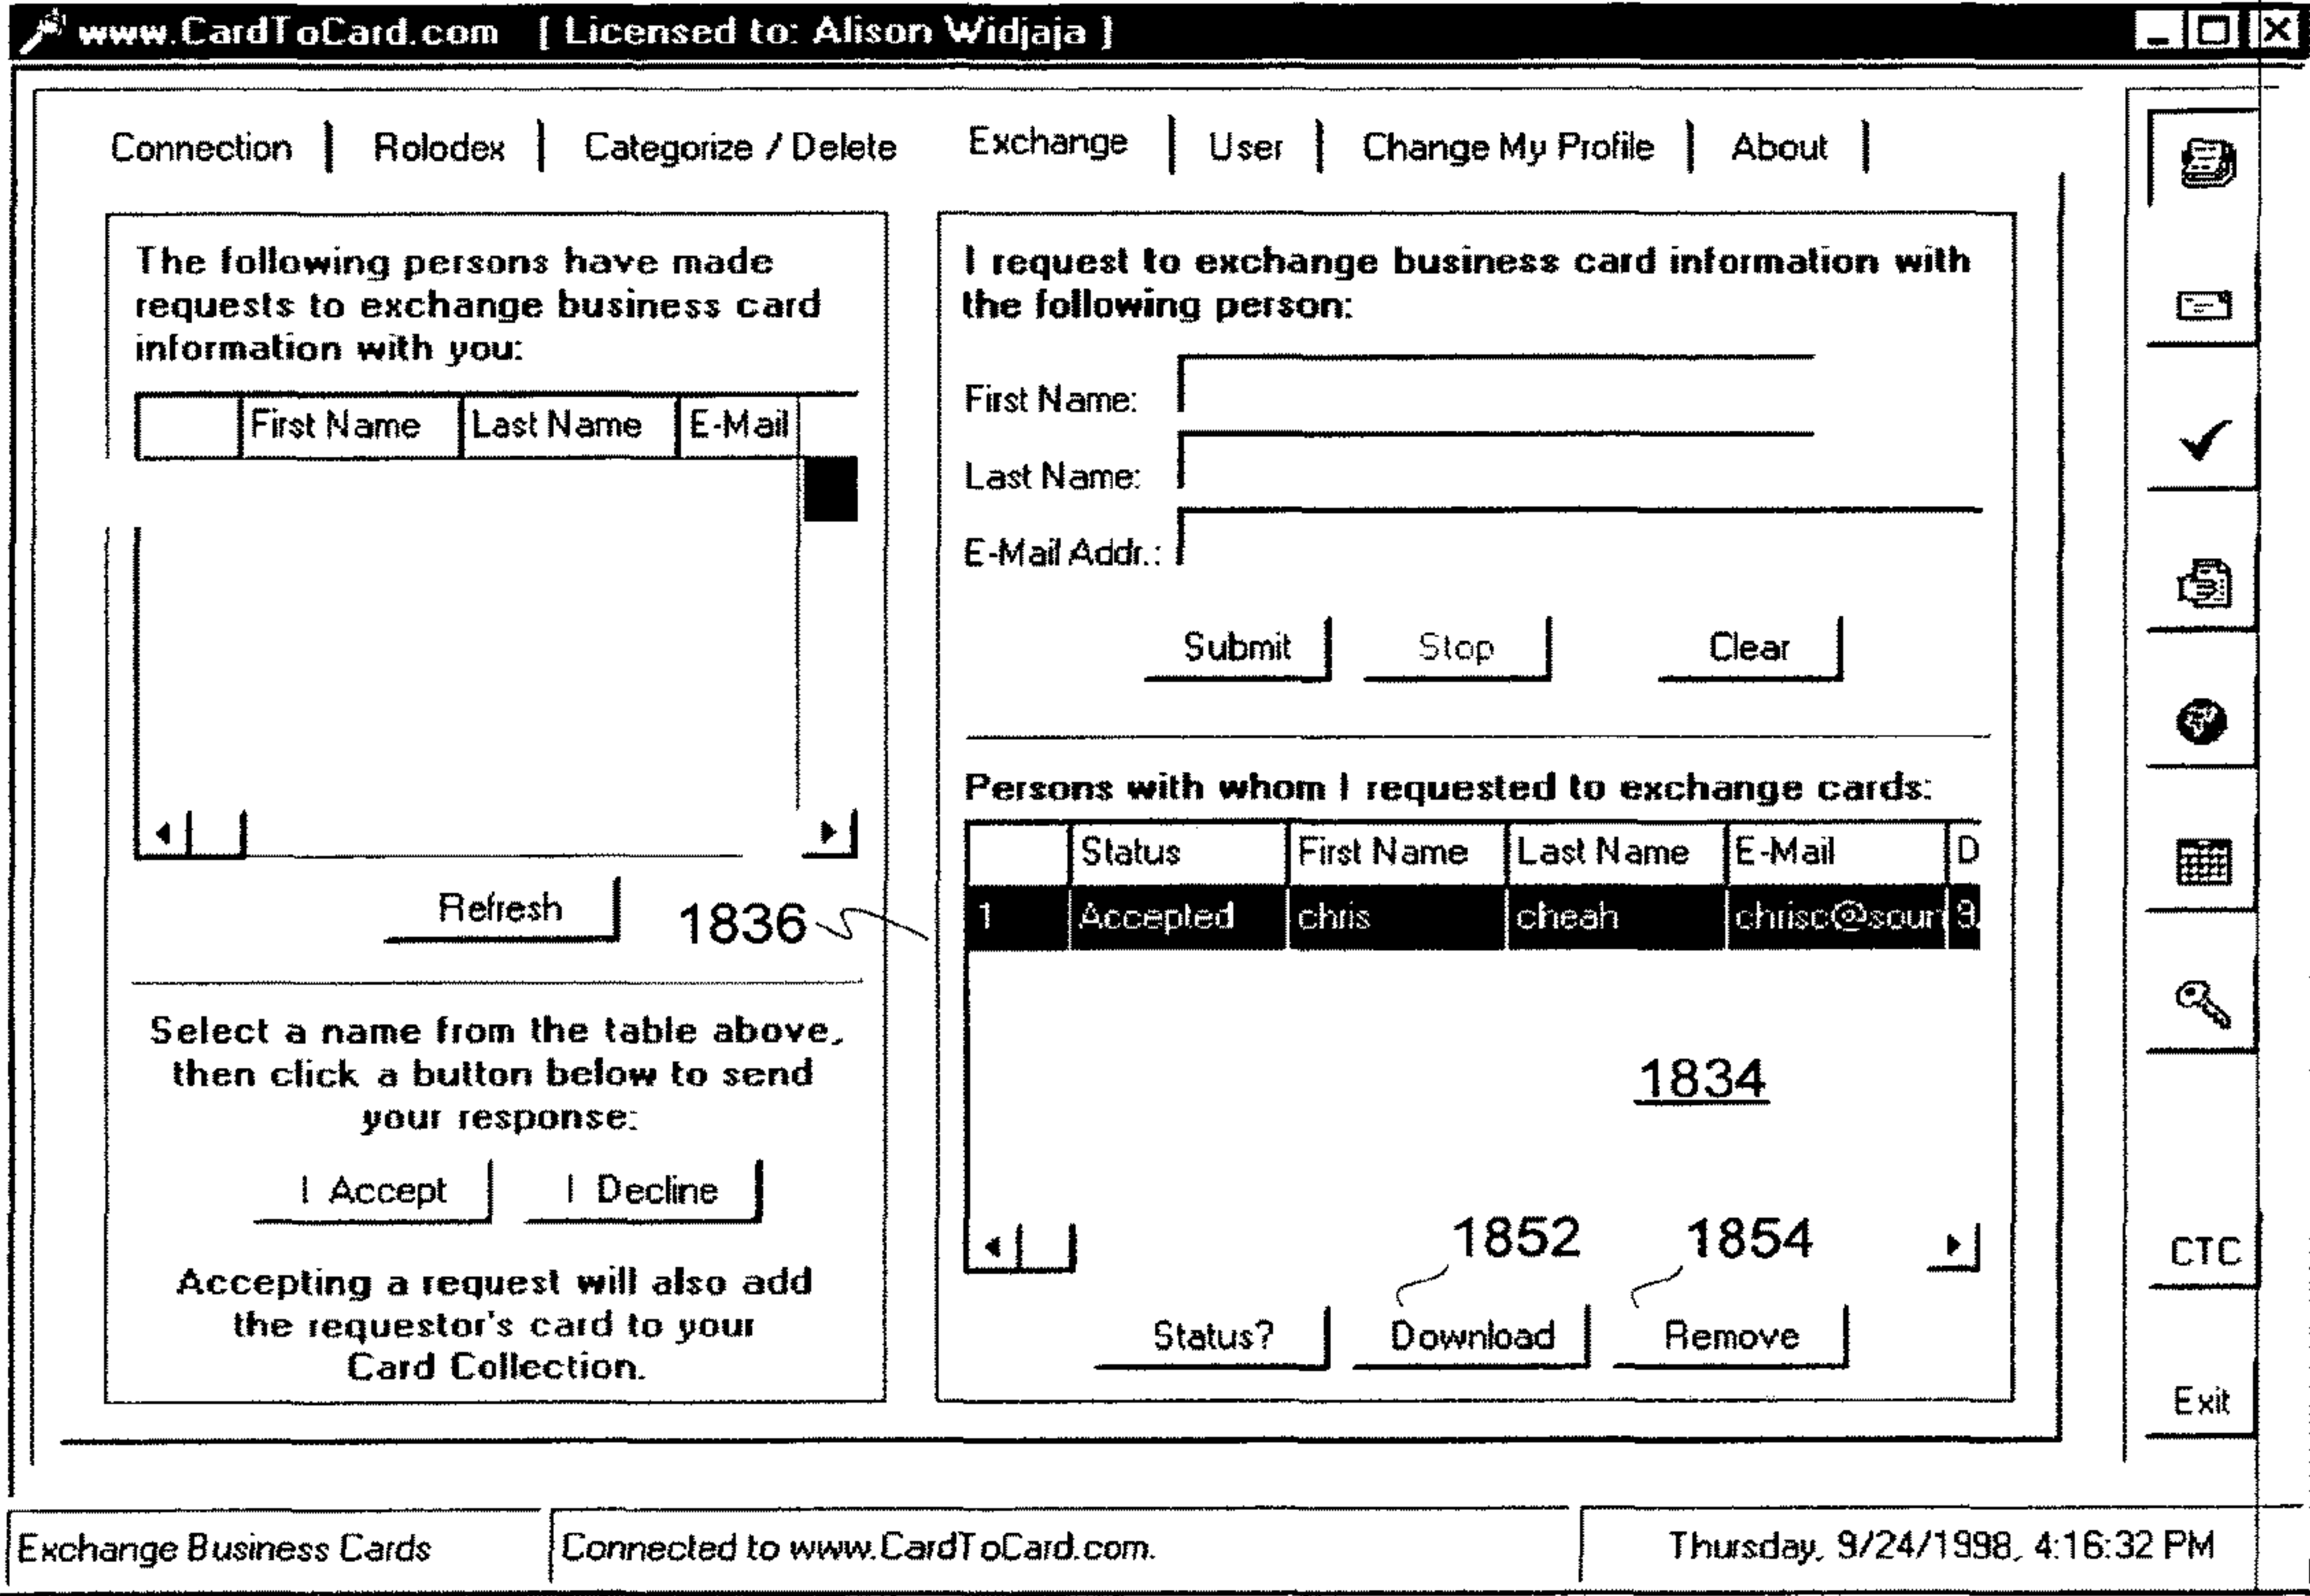 www.CardToCard.com [ Licensed to: Alison Widjaja ]
Connection | Rolodex | Categorize / Delete Exchange | User | Change My Profile | About |
The following persons have made
requests to exchange business card
information with you:
First Name Last Name E-Mail
Refresh
1836
Select a name from the table above,
then click a button below to send
your response:
I Accept I Decline
Accepting a request will also add
the requestor's card to your
Card Collection.
I request to exchange business card information with
the following person:
First Name:
Last Name:
E-Mail Addr.:
Submit Stop Clear
Persons with whom I requested to exchange cards:
Status First Name Last Name E-Mail D
1 Accepted chris cheah chrisc@sour 9
1834
1852 1854
Status? Download Remove
CTC
Exit
Exchange Business Cards Connected to www.CardToCard.com. Thursday, 9/24/1998, 4:16:32 PM